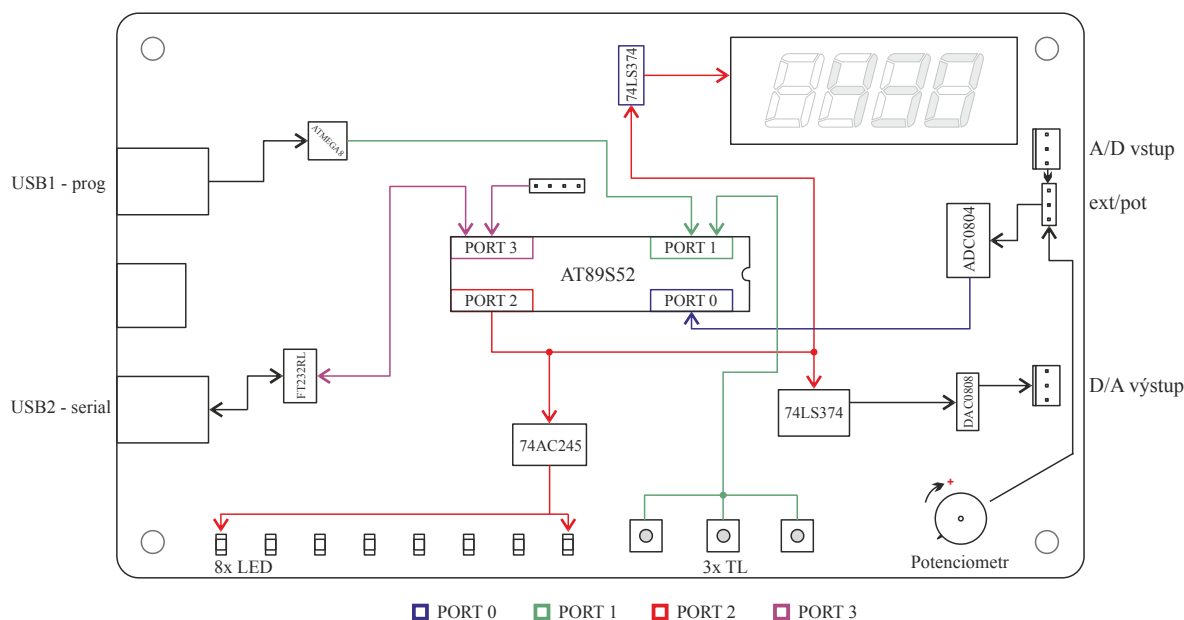 74LS374
ATMEGA8
A/D vstup
USB1 - prog
ext/pot
ADC0804
PORT 3
PORT 1
AT89S52
PORT 2
PORT 0
FT232RL
USB2 - serial
74LS374
DAC0808
D/A výstup
74AC245
+
8x LED
3x TL
Potenciometr
PORT 0
PORT 1
PORT 2
PORT 3